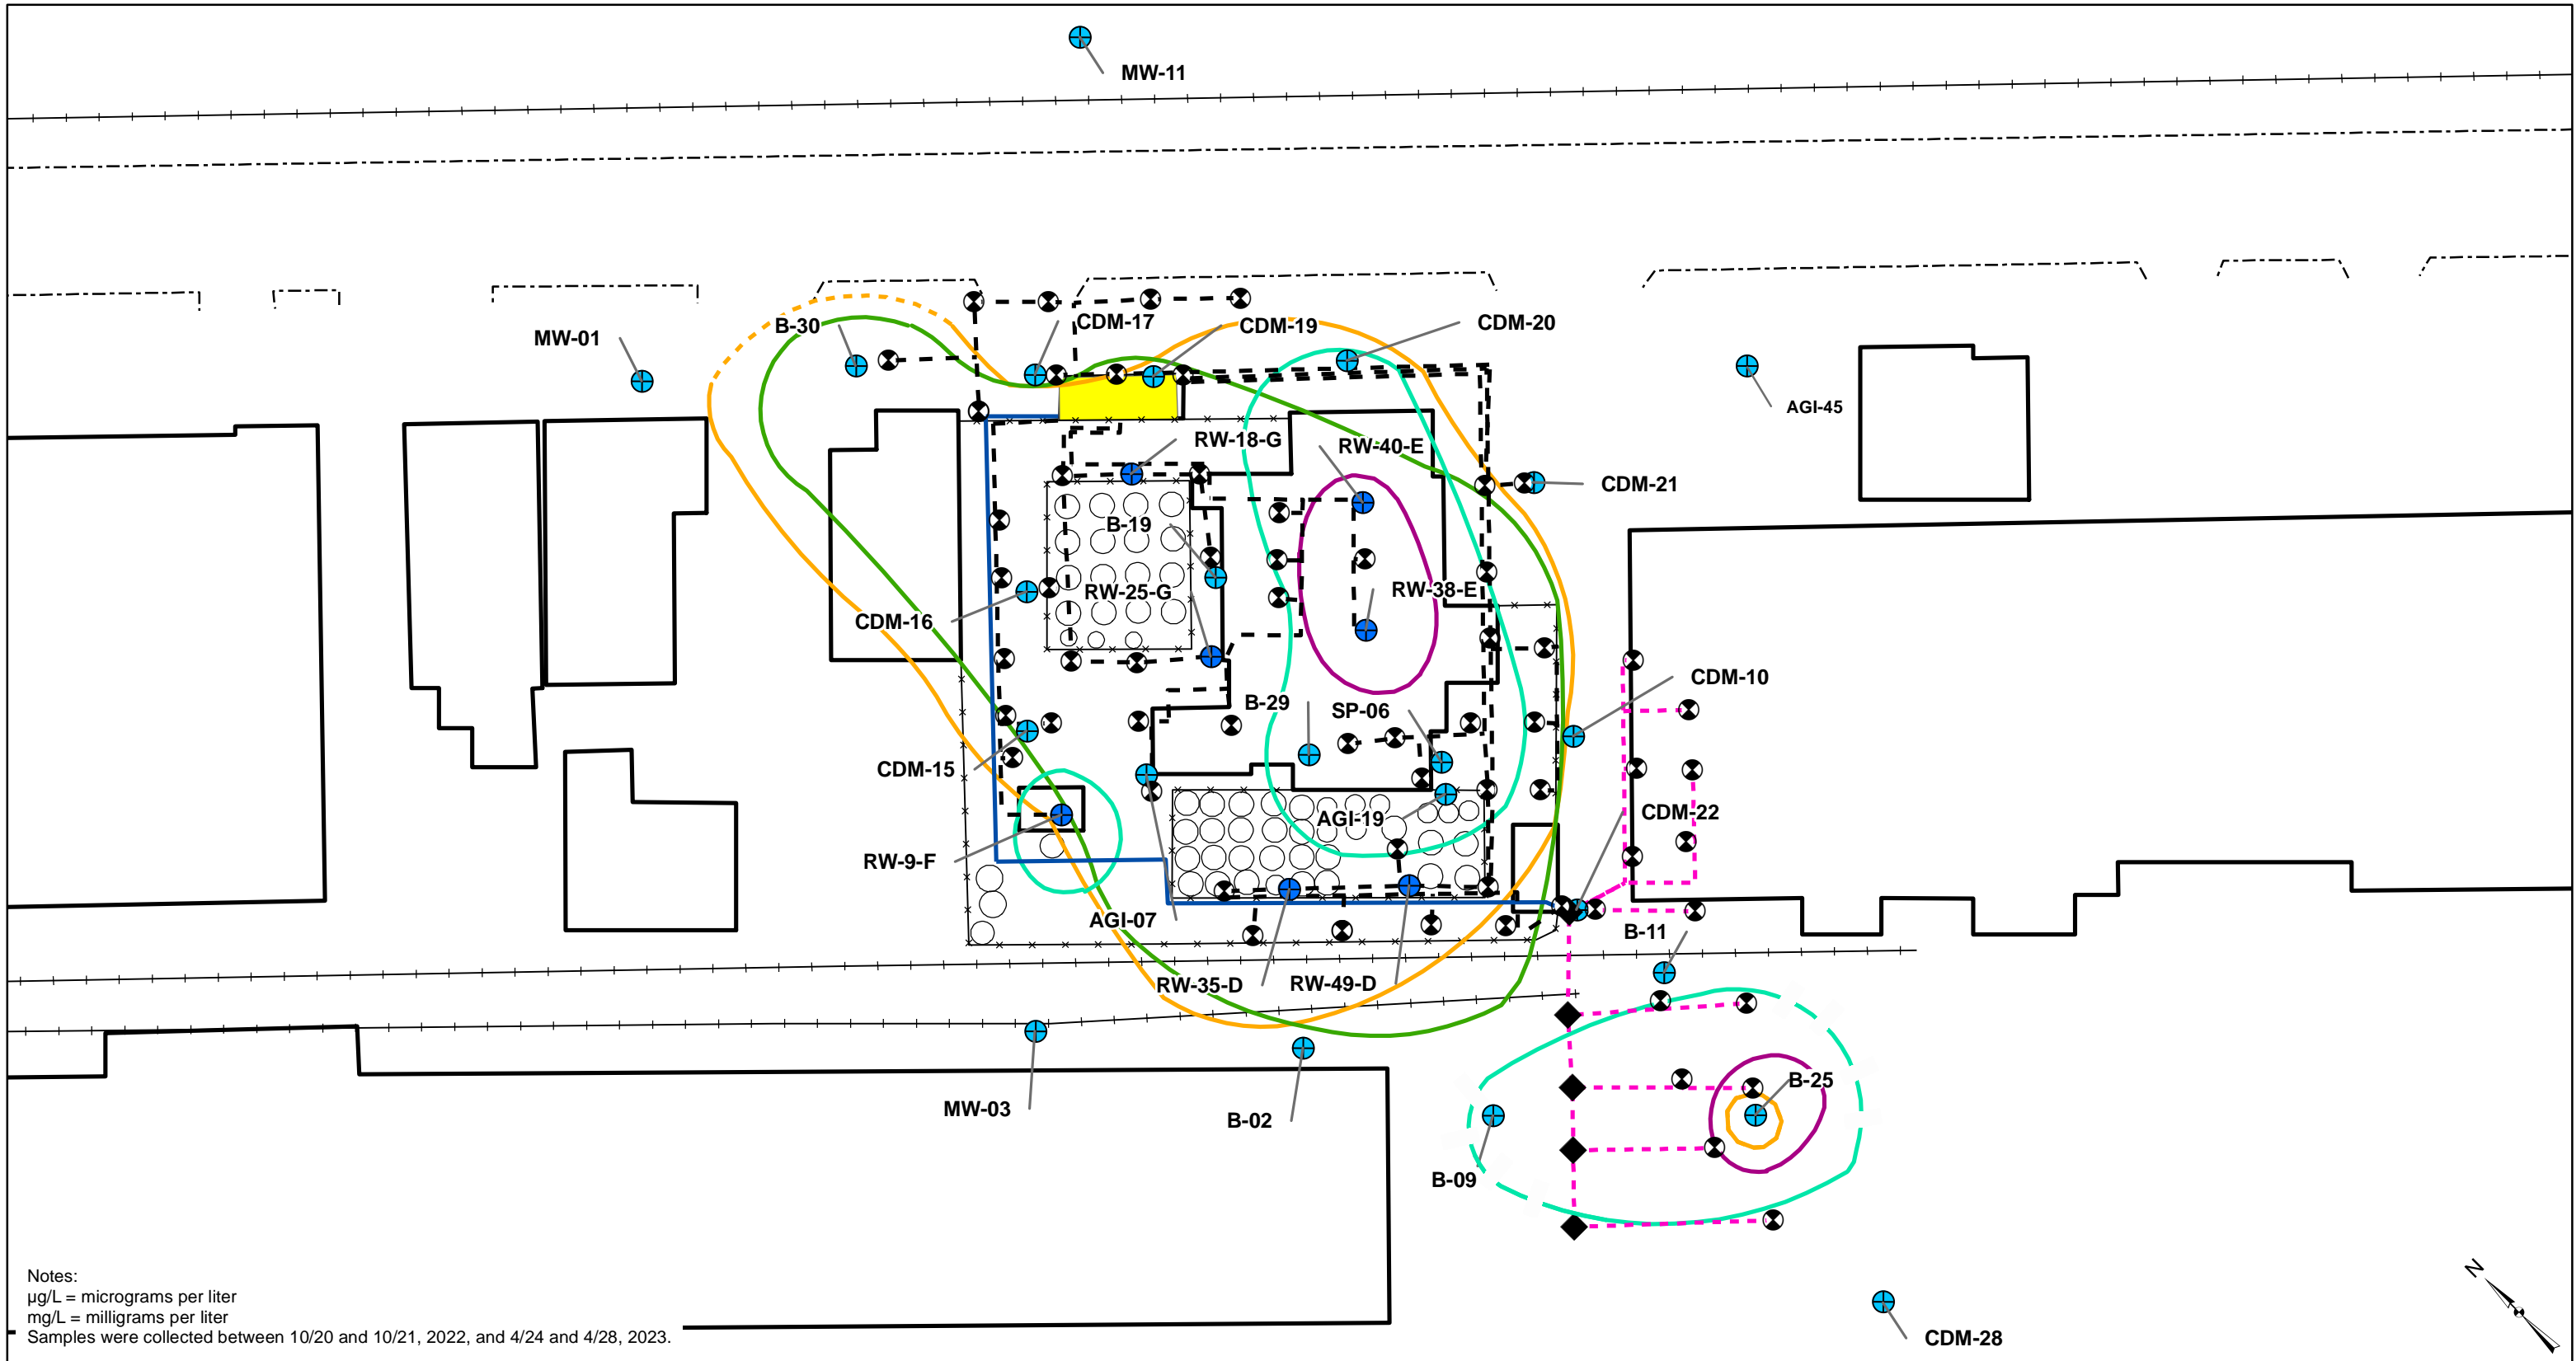 MW-11
B-30
CDM-17
CDM-19
CDM-20
MW-01
AGI-45
RW-18-G
RW-40-E
CDM-21
B-19
RW-25-G
RW-38-E
CDM-16
CDM-10
B-29
SP-06
CDM-15
AGI-19
CDM-22
RW-9-F
AGI-07
B-11
RW-35-D
RW-49-D
B-25
MW-03
B-02
B-09
N
Notes:
µg/L = micrograms per liter
mg/L = milligrams per liter
Samples were collected between 10/20 and 10/21, 2022, and 4/24 and 4/28, 2023.
CDM-28